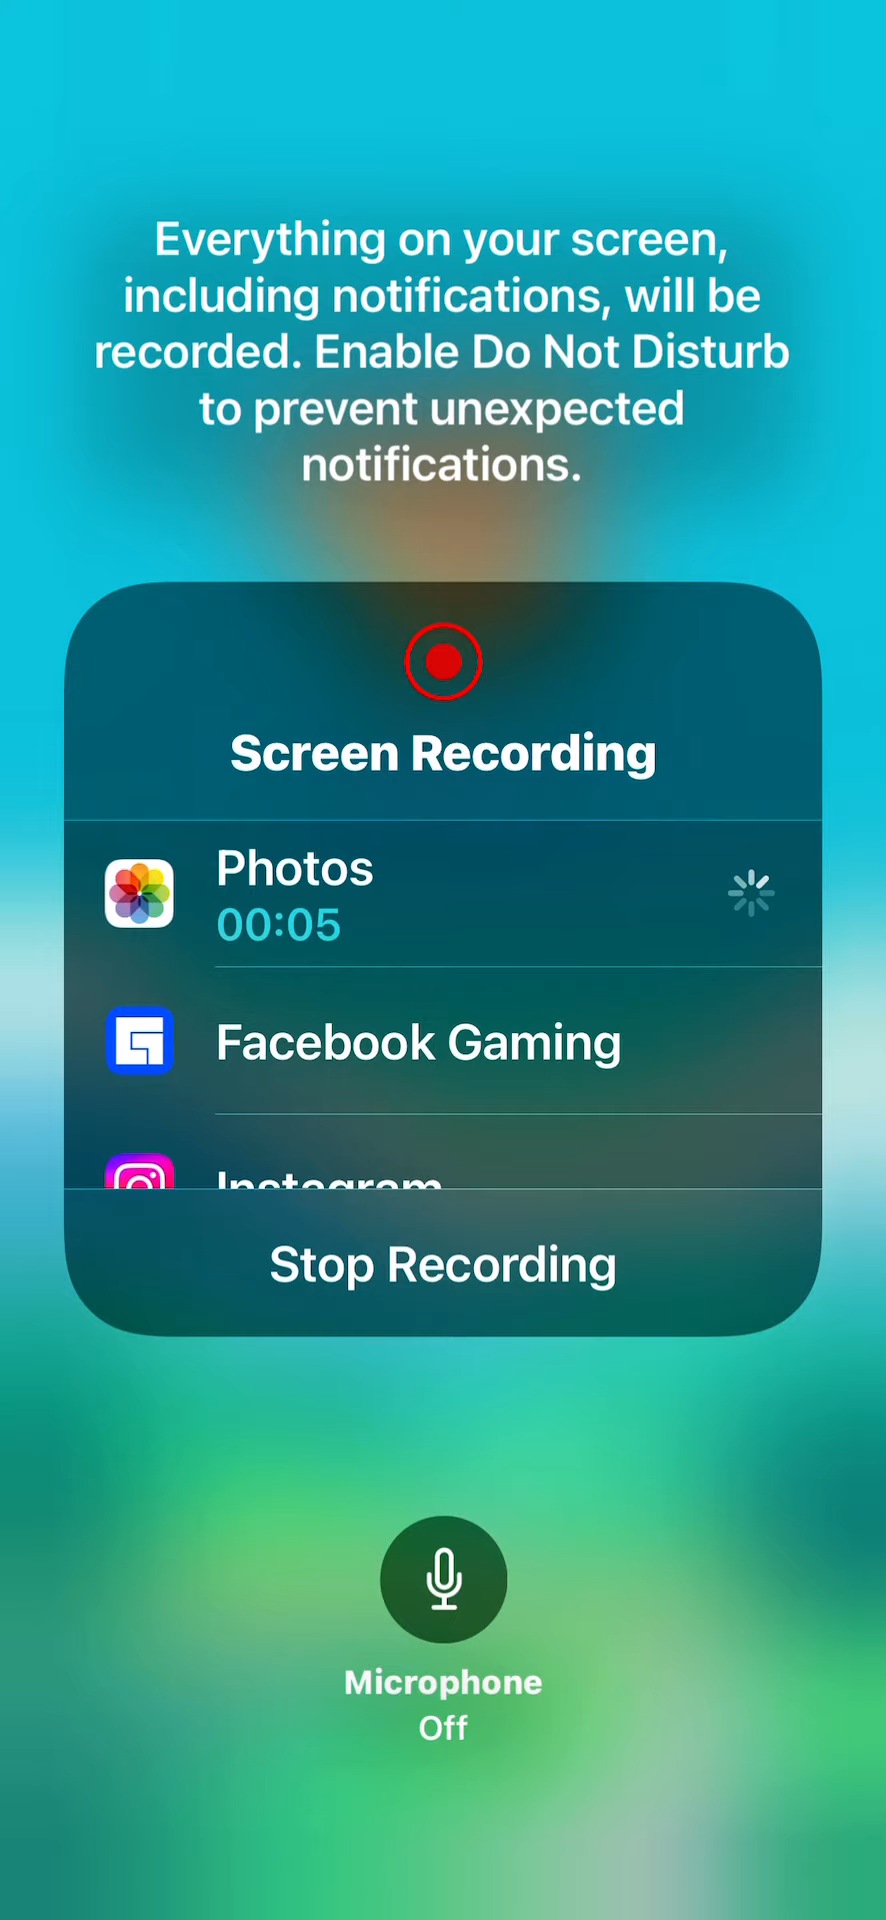 Everything on your screen,
including notifications, will be
recorded. Enable Do Not Disturb
to prevent unexpected
notifications.
Screen Recording
Photos
00:05
Facebook Gaming
Instagram
Stop Recording
Microphone
Off